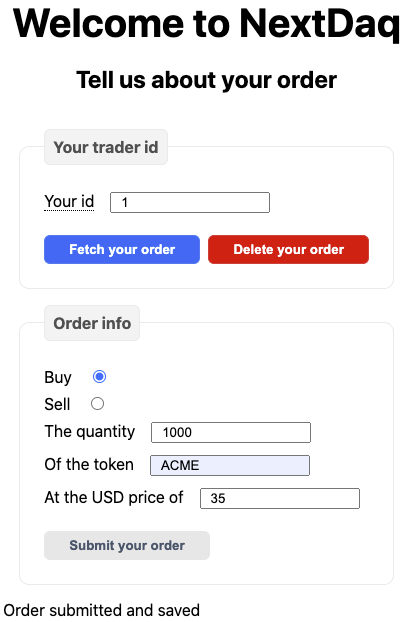 Welcome to NextDaq
Tell us about your order
Your trader id
Your id 1
Fetch your order Delete your order
Order info
Buy
Sell
The quantity 1000
Of the token ACME
At the USD price of 35
Submit your order
Order submitted and saved